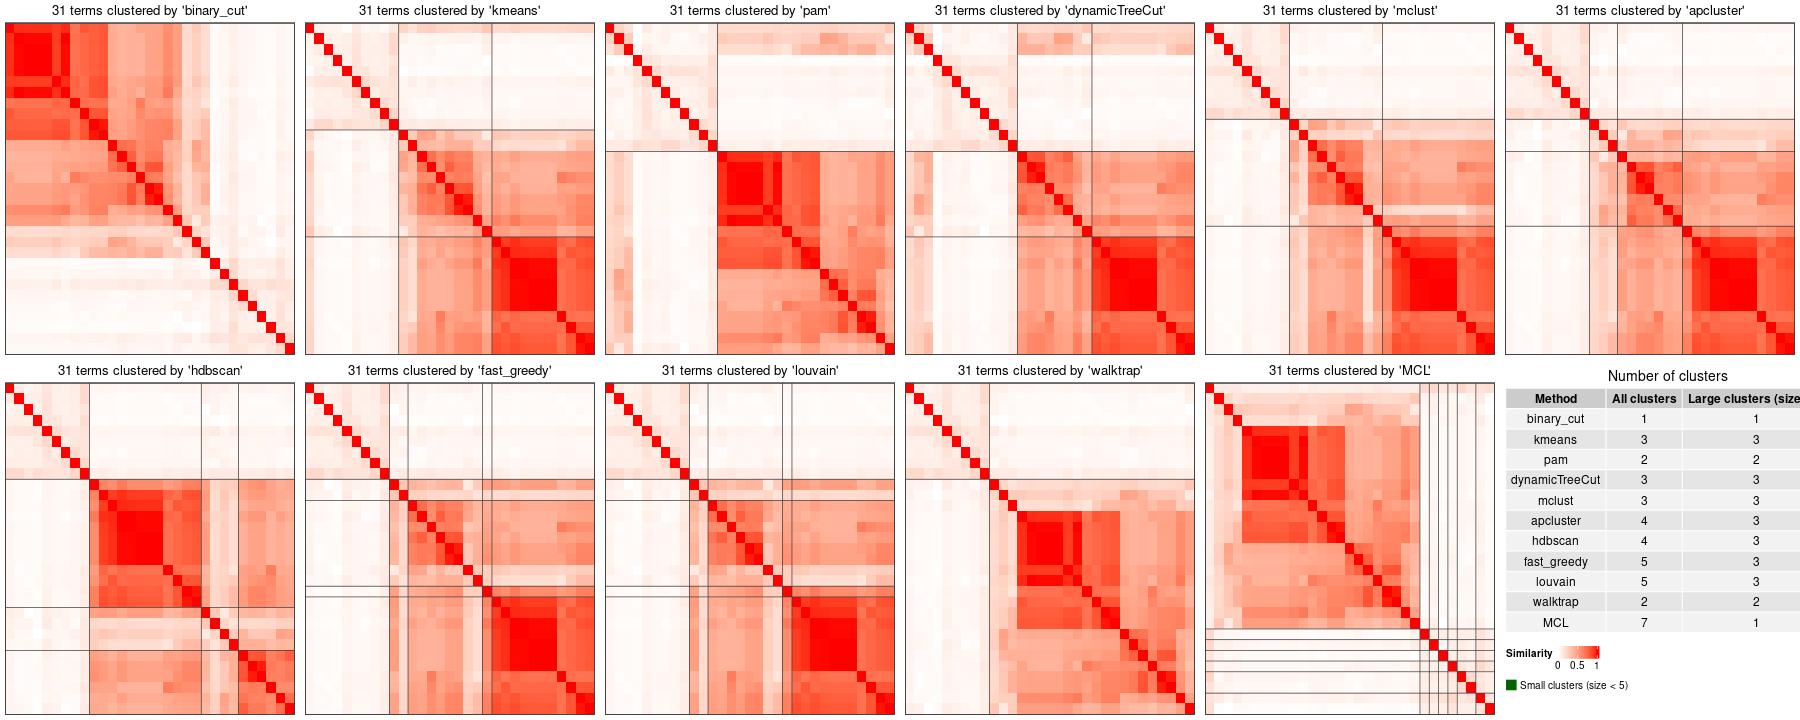 31 terms clustered by 'binary_cut'
31 terms clustered by 'kmeans'
31 terms clustered by 'pam'
31 terms clustered by 'dynamicTreeCut'
31 terms clustered by 'mclust'
31 terms clustered by 'apcluster'
31 terms clustered by 'hdbscan'
31 terms clustered by 'fast_greedy'
31 terms clustered by 'louvain'
31 terms clustered by 'walktrap'
31 terms clustered by 'MCL'
Number of clusters
Method All clusters Large clusters (size
binary_cut 1 1
kmeans 3 3
pam 2 2
dynamicTreeCut 3 3
mclust 3 3
apcluster 4 3
hdbscan 4 3
fast_greedy 5 3
louvain 5 3
walktrap 2 2
MCL 7 1
Similarity
0 0.5 1
Small clusters (size < 5)